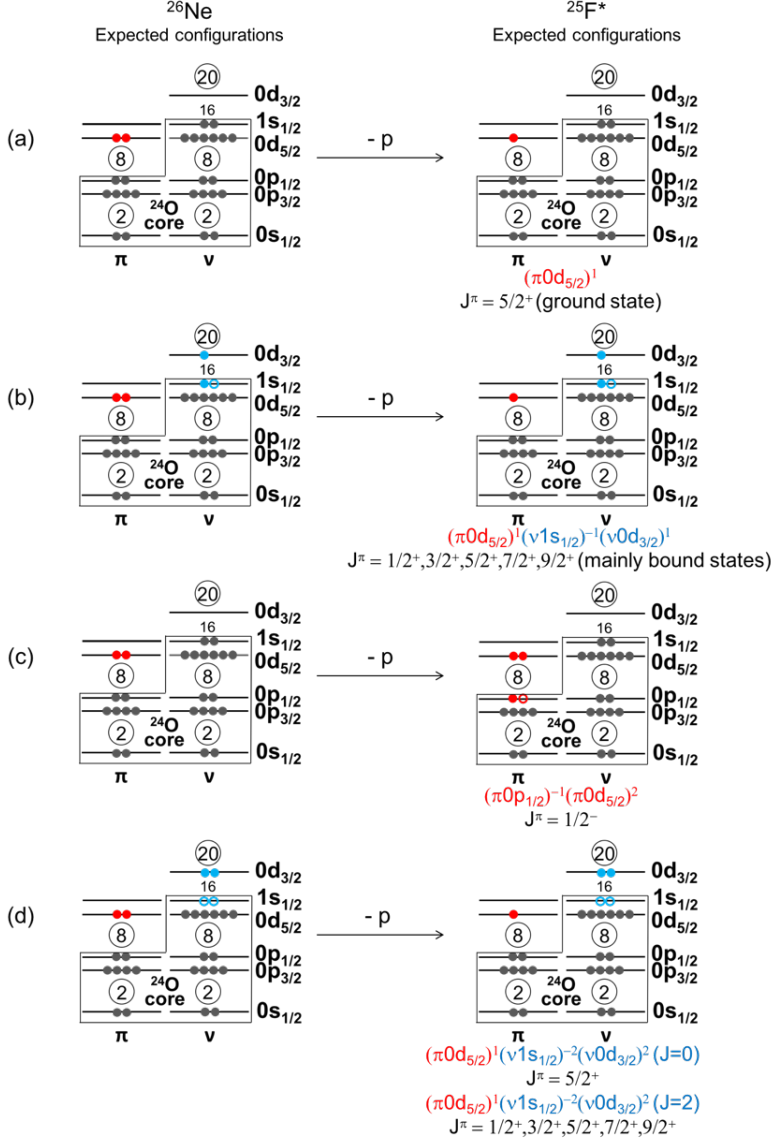 ²⁶Ne ²⁵F*
Expected configurations Expected configurations
20 20
0d₃/₂ 0d₃/₂
16 16
1s₁/₂ 1s₁/₂
(a) - p
0d₅/₂ 0d₅/₂
8 8 8 8
0p₁/₂ 0p₁/₂
0p₃/₂ 0p₃/₂
2 ²⁴O core 2 2 ²⁴O core 2
0s₁/₂ 0s₁/₂
π ν π ν
(π0d₅/₂)¹
Jᵖ = 5/2⁺ (ground state)
20 20
0d₃/₂ 0d₃/₂
16 16
1s₁/₂ 1s₁/₂
(b) - p
0d₅/₂ 0d₅/₂
8 8 8 8
0p₁/₂ 0p₁/₂
0p₃/₂ 0p₃/₂
2 ²⁴O core 2 2 ²⁴O core 2
0s₁/₂ 0s₁/₂
π ν π ν
(π0d₅/₂)¹(ν1s₁/₂)⁻¹(ν0d₃/₂)¹
J^π = 1/2⁺,3/2⁺,5/2⁺,7/2⁺,9/2⁺ (mainly bound states)
20 20
0d₃/₂ 0d₃/₂
16 16
1s₁/₂ 1s₁/₂
(c) - p
0d₅/₂ 0d₅/₂
8 8 8 8
0p₁/₂ 0p₁/₂
0p₃/₂ 0p₃/₂
2 ²⁴O core 2 2 ²⁴O core 2
0s₁/₂ 0s₁/₂
π ν π ν
(π0p₁/₂)⁻¹(π0d₅/₂)²
J^π = 1/2⁻
20 20
0d₃/₂ 0d₃/₂
16 16
1s₁/₂ 1s₁/₂
(d) - p
0d₅/₂ 0d₅/₂
8 8 8 8
0p₁/₂ 0p₁/₂
0p₃/₂ 0p₃/₂
2 ²⁴O core 2 2 ²⁴O core 2
0s₁/₂ 0s₁/₂
π ν π ν
(π0d₅/₂)¹(ν1s₁/₂)⁻²(ν0d₃/₂)² (J=0)
J^π = 5/2⁺
(π0d₅/₂)¹(ν1s₁/₂)⁻²(ν0d₃/₂)² (J=2)
J^π = 1/2⁺,3/2⁺,5/2⁺,7/2⁺,9/2⁺